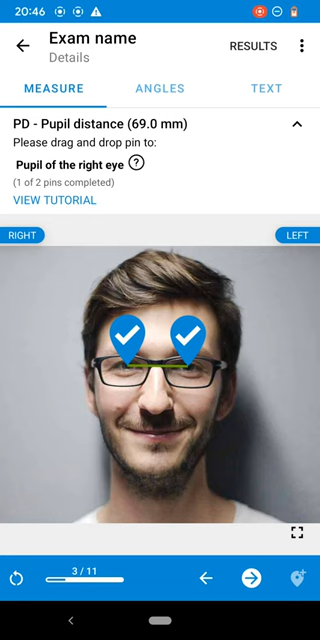 20:46
Exam name
Details
RESULTS
MEASURE
ANGLES
TEXT
PD - Pupil distance (69.0 mm)
Please drag and drop pin to:
Pupil of the right eye ?
(1 of 2 pins completed)
VIEW TUTORIAL
RIGHT
LEFT
3 / 11